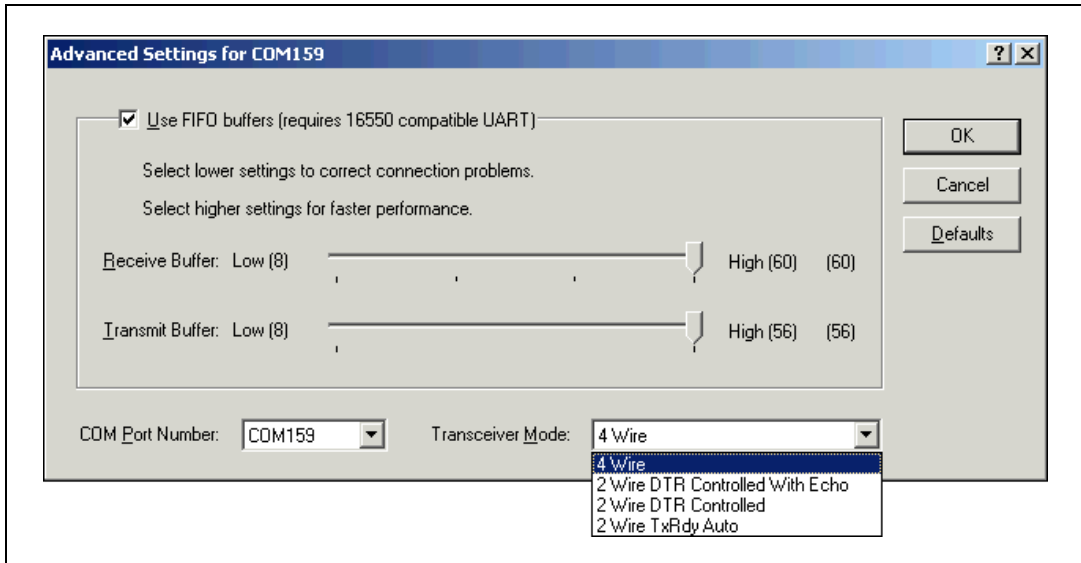 Advanced Settings for COM159
Use FIFO buffers (requires 16550 compatible UART)
OK
Select lower settings to correct connection problems.
Cancel
Select higher settings for faster performance.
Defaults
Receive Buffer: Low (8) High (60) (60)
Transmit Buffer: Low (8) High (56) (56)
COM Port Number: COM159 Transceiver Mode: 4 Wire
4 Wire
2 Wire DTR Controlled With Echo
2 Wire DTR Controlled
2 Wire TxRdy Auto